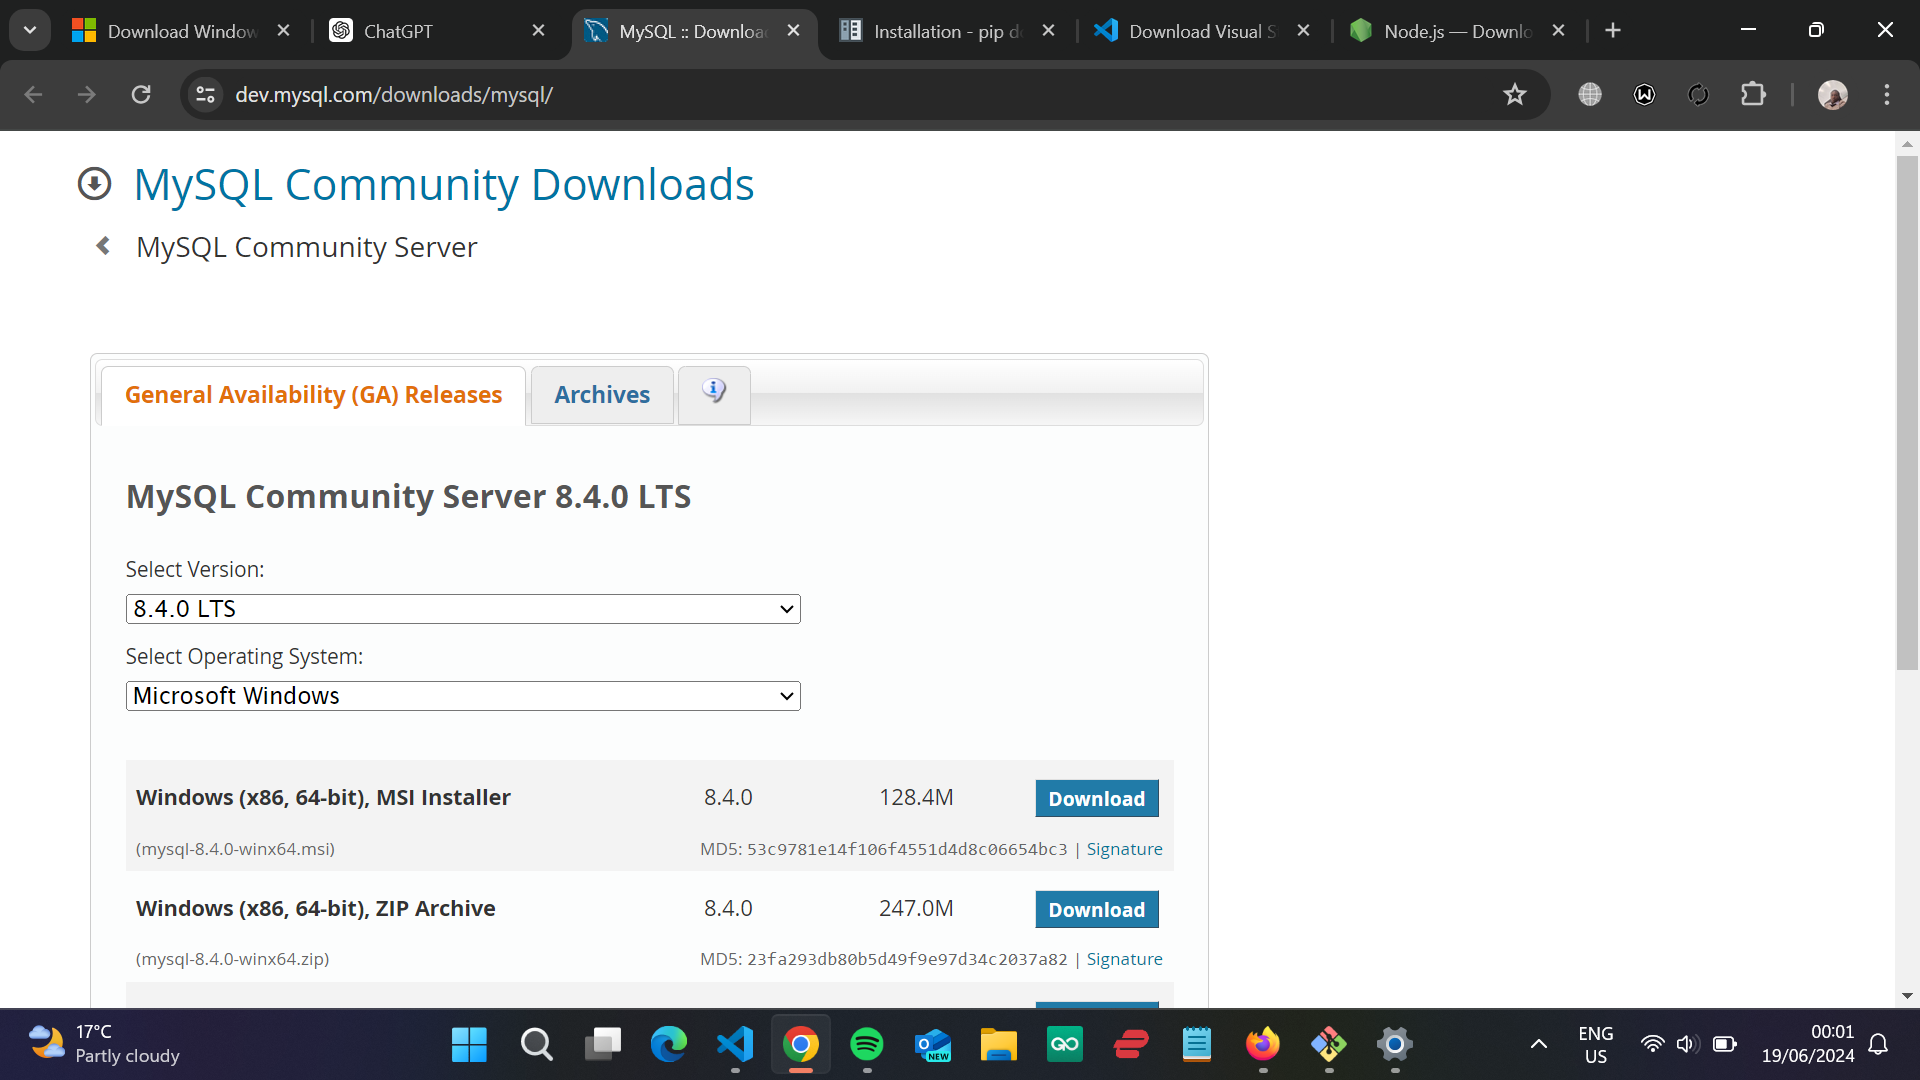 Download Window
ChatGPT
MySQL :: Downloa
Installation - pip d
Download Visual S
Node.js — Downlo
dev.mysql.com/downloads/mysql/
MySQL Community Downloads
MySQL Community Server
General Availability (GA) Releases
Archives
MySQL Community Server 8.4.0 LTS
Select Version:
8.4.0 LTS
Select Operating System:
Microsoft Windows
Windows (x86, 64-bit), MSI Installer 8.4.0 128.4M Download
(mysql-8.4.0-winx64.msi) MD5: 53c9781e14f106f4551d4d8c06654bc3 | Signature
Windows (x86, 64-bit), ZIP Archive 8.4.0 247.0M Download
(mysql-8.4.0-winx64.zip) MD5: 23fa293db80b5d49f9e97d34c2037a82 | Signature
17°C
Partly cloudy
NEW
ENG
US
00:01
19/06/2024